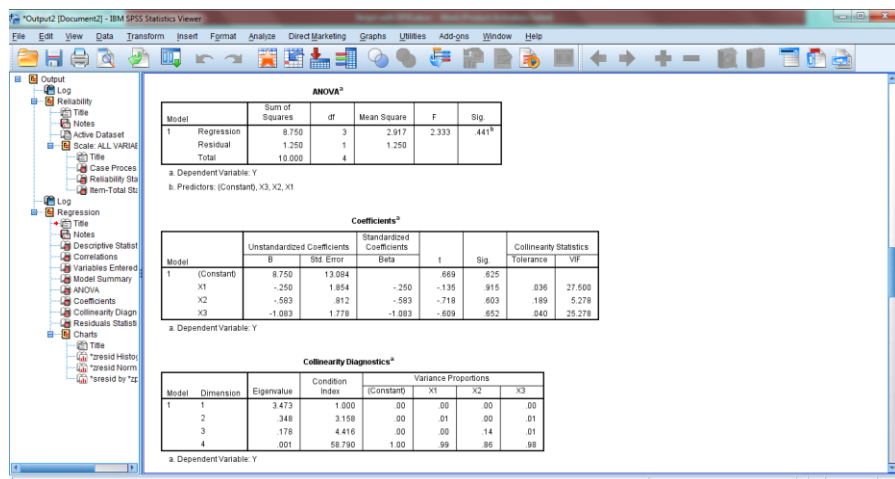 *Output2 [Document2] - IBM SPSS Statistics Viewer
File Edit View Data Transform Insert Format Analyze Direct Marketing Graphs Utilities Add-ons Window Help
Output
Log
Reliability
Title
Notes
Active Dataset
Scale: ALL VARIAB
Title
Case Proces
Reliability Sta
Item-Total Sta
Log
Regression
Title
Notes
Descriptive Statist
Correlations
Variables Entered
Model Summary
ANOVA
Coefficients
Collinearity Diagn
Residuals Statisti
Charts
Title
*zresid Histog
*zresid Norm
*sresid by *zp
ANOVAa
Model Sum of Squares df Mean Square F Sig.
1 Regression 8.750 3 2.917 2.333 .441b
Residual 1.250 1 1.250
Total 10.000 4
a. Dependent Variable: Y
b. Predictors: (Constant), X3, X2, X1
Coefficientsa
Model Unstandardized Coefficients Standardized Coefficients t Sig. Collinearity Statistics
B Std. Error Beta Tolerance VIF
1 (Constant) 8.750 13.084 .669 .625
X1 -.250 1.854 -.250 -.135 .915 .036 27.500
X2 -.583 .812 -.583 -.718 .603 .189 5.278
X3 -1.083 1.778 -1.083 -.609 .652 .040 25.278
a. Dependent Variable: Y
Collinearity Diagnosticsa
Model Dimension Eigenvalue Condition Index Variance Proportions
(Constant) X1 X2 X3
1 1 3.473 1.000 .00 .00 .00 .00
2 .348 3.158 .00 .01 .00 .01
3 .178 4.416 .00 .00 .14 .01
4 .001 58.790 1.00 .99 .86 .98
a. Dependent Variable: Y